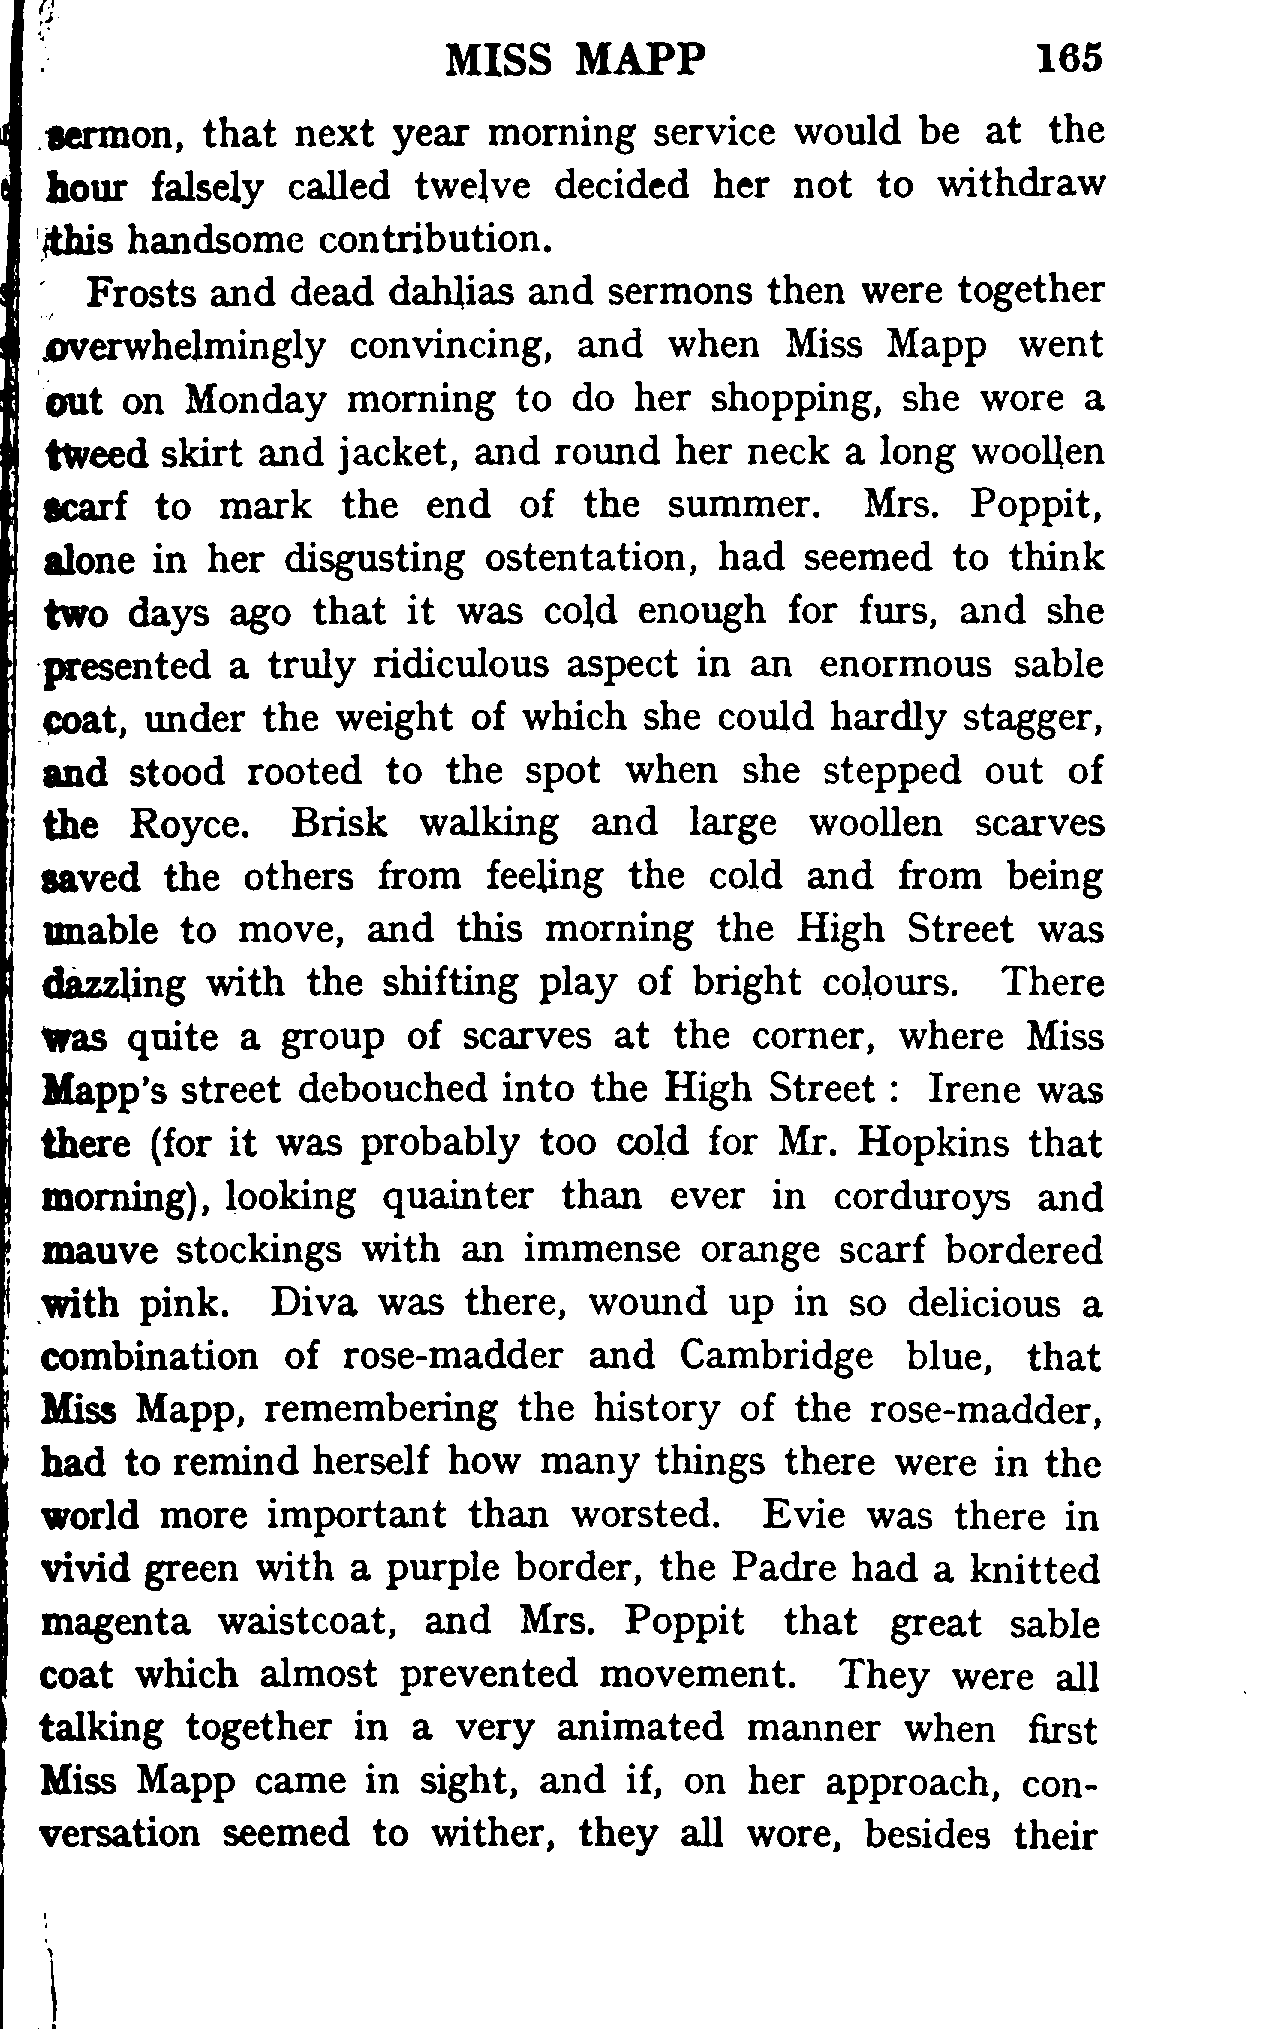 MISS MAPP 165
sermon, that next year morning service would be at the
hour falsely called twelve decided her not to withdraw
this handsome contribution.
Frosts and dead dahlias and sermons then were together
overwhelmingly convincing, and when Miss Mapp went
out on Monday morning to do her shopping, she wore a
tweed skirt and jacket, and round her neck a long woollen
scarf to mark the end of the summer. Mrs. Poppit,
alone in her disgusting ostentation, had seemed to think
two days ago that it was cold enough for furs, and she
presented a truly ridiculous aspect in an enormous sable
coat, under the weight of which she could hardly stagger,
and stood rooted to the spot when she stepped out of
the Royce. Brisk walking and large woollen scarves
saved the others from feeling the cold and from being
unable to move, and this morning the High Street was
dazzling with the shifting play of bright colours. There
was quite a group of scarves at the corner, where Miss
Mapp's street debouched into the High Street : Irene was
there (for it was probably too cold for Mr. Hopkins that
morning), looking quainter than ever in corduroys and
mauve stockings with an immense orange scarf bordered
with pink. Diva was there, wound up in so delicious a
combination of rose-madder and Cambridge blue, that
Miss Mapp, remembering the history of the rose-madder,
had to remind herself how many things there were in the
world more important than worsted. Evie was there in
vivid green with a purple border, the Padre had a knitted
magenta waistcoat, and Mrs. Poppit that great sable
coat which almost prevented movement. They were all
talking together in a very animated manner when first
Miss Mapp came in sight, and if, on her approach, con-
versation seemed to wither, they all wore, besides their